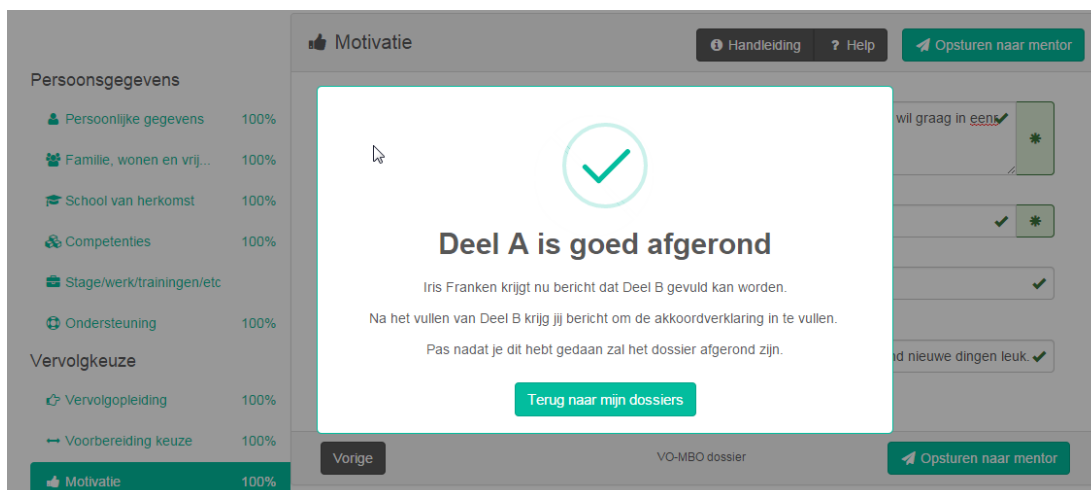 Motivatie
Handleiding
? Help
Opsturen naar mentor
Persoonsgegevens
Persoonlijke gegevens 100%
Familie, wonen en vrij... 100%
School van herkomst 100%
Competenties 100%
Stage/werk/trainingen/etc
Ondersteuning 100%
Vervolgkeuze
Vervolgopleiding 100%
Voorbereiding keuze 100%
Motivatie 100%
wil graag in eens
Deel A is goed afgerond
Iris Franken krijgt nu bericht dat Deel B gevuld kan worden.
Na het vullen van Deel B krijg jij bericht om de akkoordverklaring in te vullen.
Pas nadat je dit hebt gedaan zal het dossier afgerond zijn.
nieuwe dingen leuk.
Terug naar mijn dossiers
Vorige
VO-MBO dossier
Opsturen naar mentor